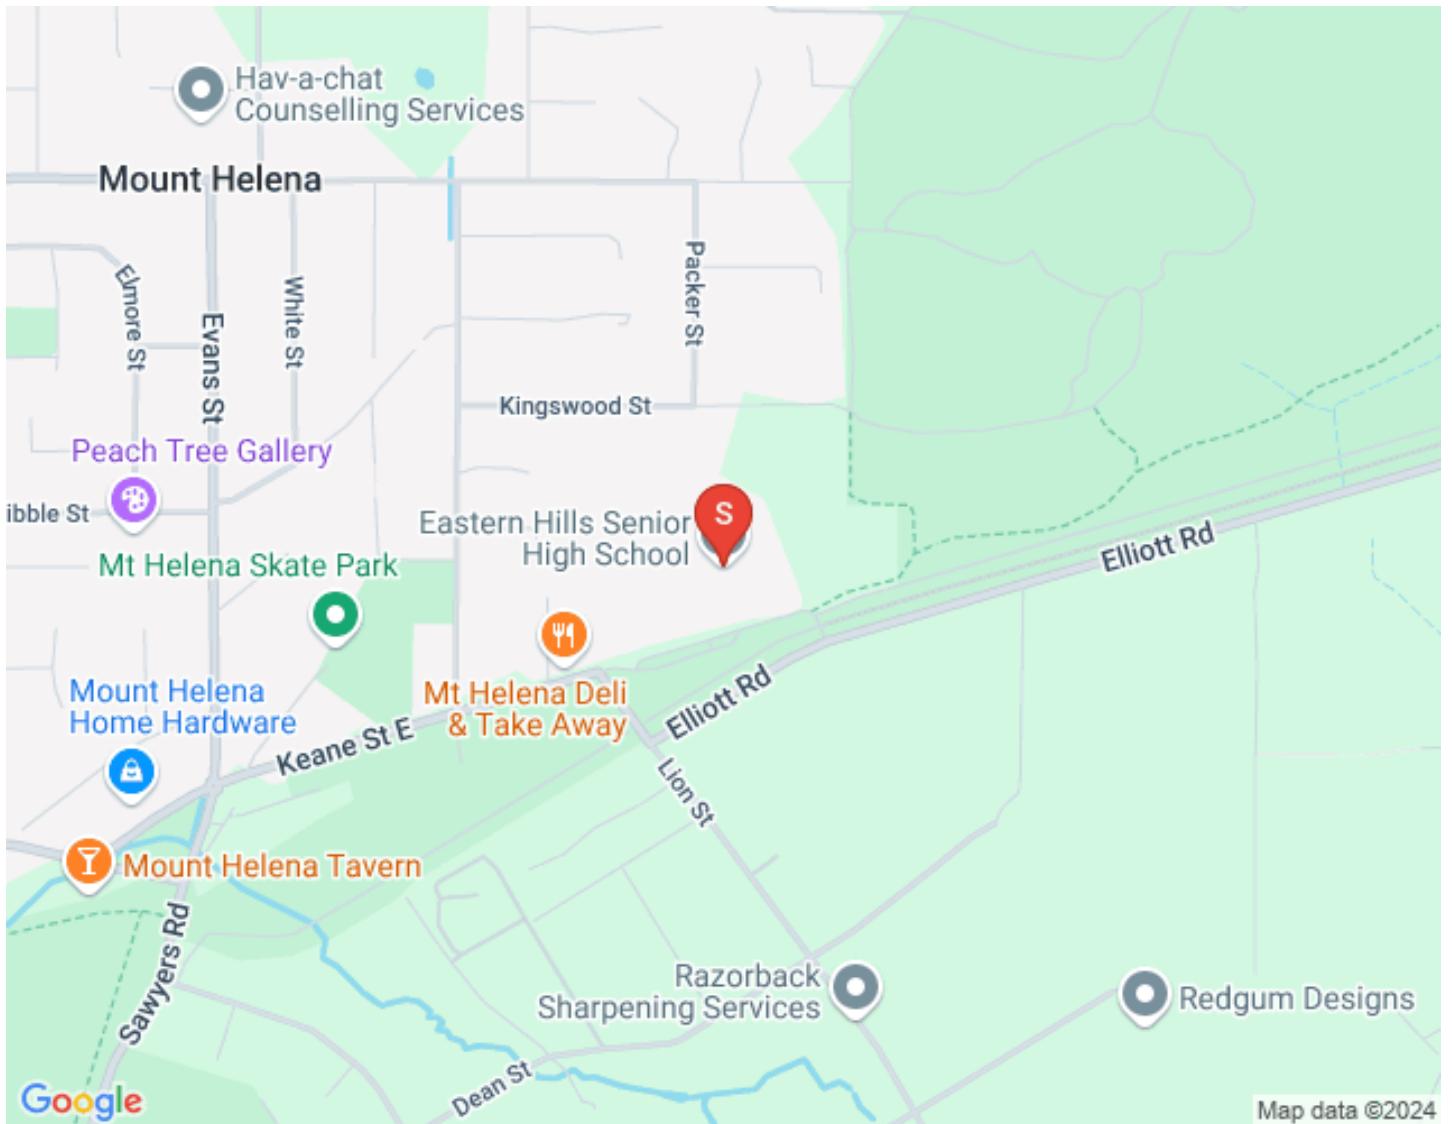 Hav-a-chat
Counselling Services
Mount Helena
Elmore St
Evans St
White St
Packer St
Kingswood St
Peach Tree Gallery
ibble St
Eastern Hills Senior
High School
S
Elliott Rd
Mt Helena Skate Park
Mount Helena
Home Hardware
Mt Helena Deli
& Take Away
Elliott Rd
Keane St E
Lion St
Mount Helena Tavern
Sawyers Rd
Razorback
Sharpening Services
Redgum Designs
Dean St
Google
Map data ©2024